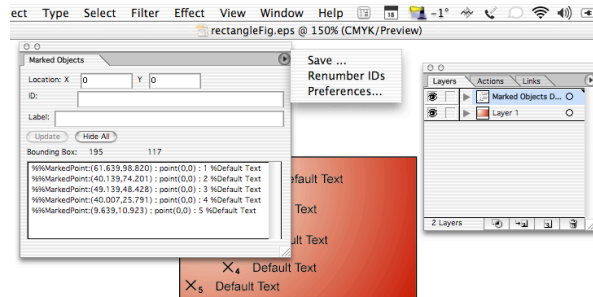 ect Type Select Filter Effect View Window Help 18 -1°
rectangleFig.eps @ 150% (CMYK/Preview)
Marked Objects
Location: X 0 Y 0
ID:
Label:
Update Hide All
Bounding Box: 195 117
%%MarkedPoint:(61.639,98.820) : point(0,0) : 1 %Default Text
%%MarkedPoint:(40.139,74.201) : point(0,0) : 2 %Default Text
%%MarkedPoint:(49.139,48.428) : point(0,0) : 3 %Default Text
%%MarkedPoint:(40.007,25.791) : point(0,0) : 4 %Default Text
%%MarkedPoint:(9.639,10.923) : point(0,0) : 5 %Default Text
Save ...
Renumber IDs
Preferences...
Layers Actions Links
Marked Objects D...
Layer 1
2 Layers
efault Text
Text
ult Text
4 Default Text
5 Default Text